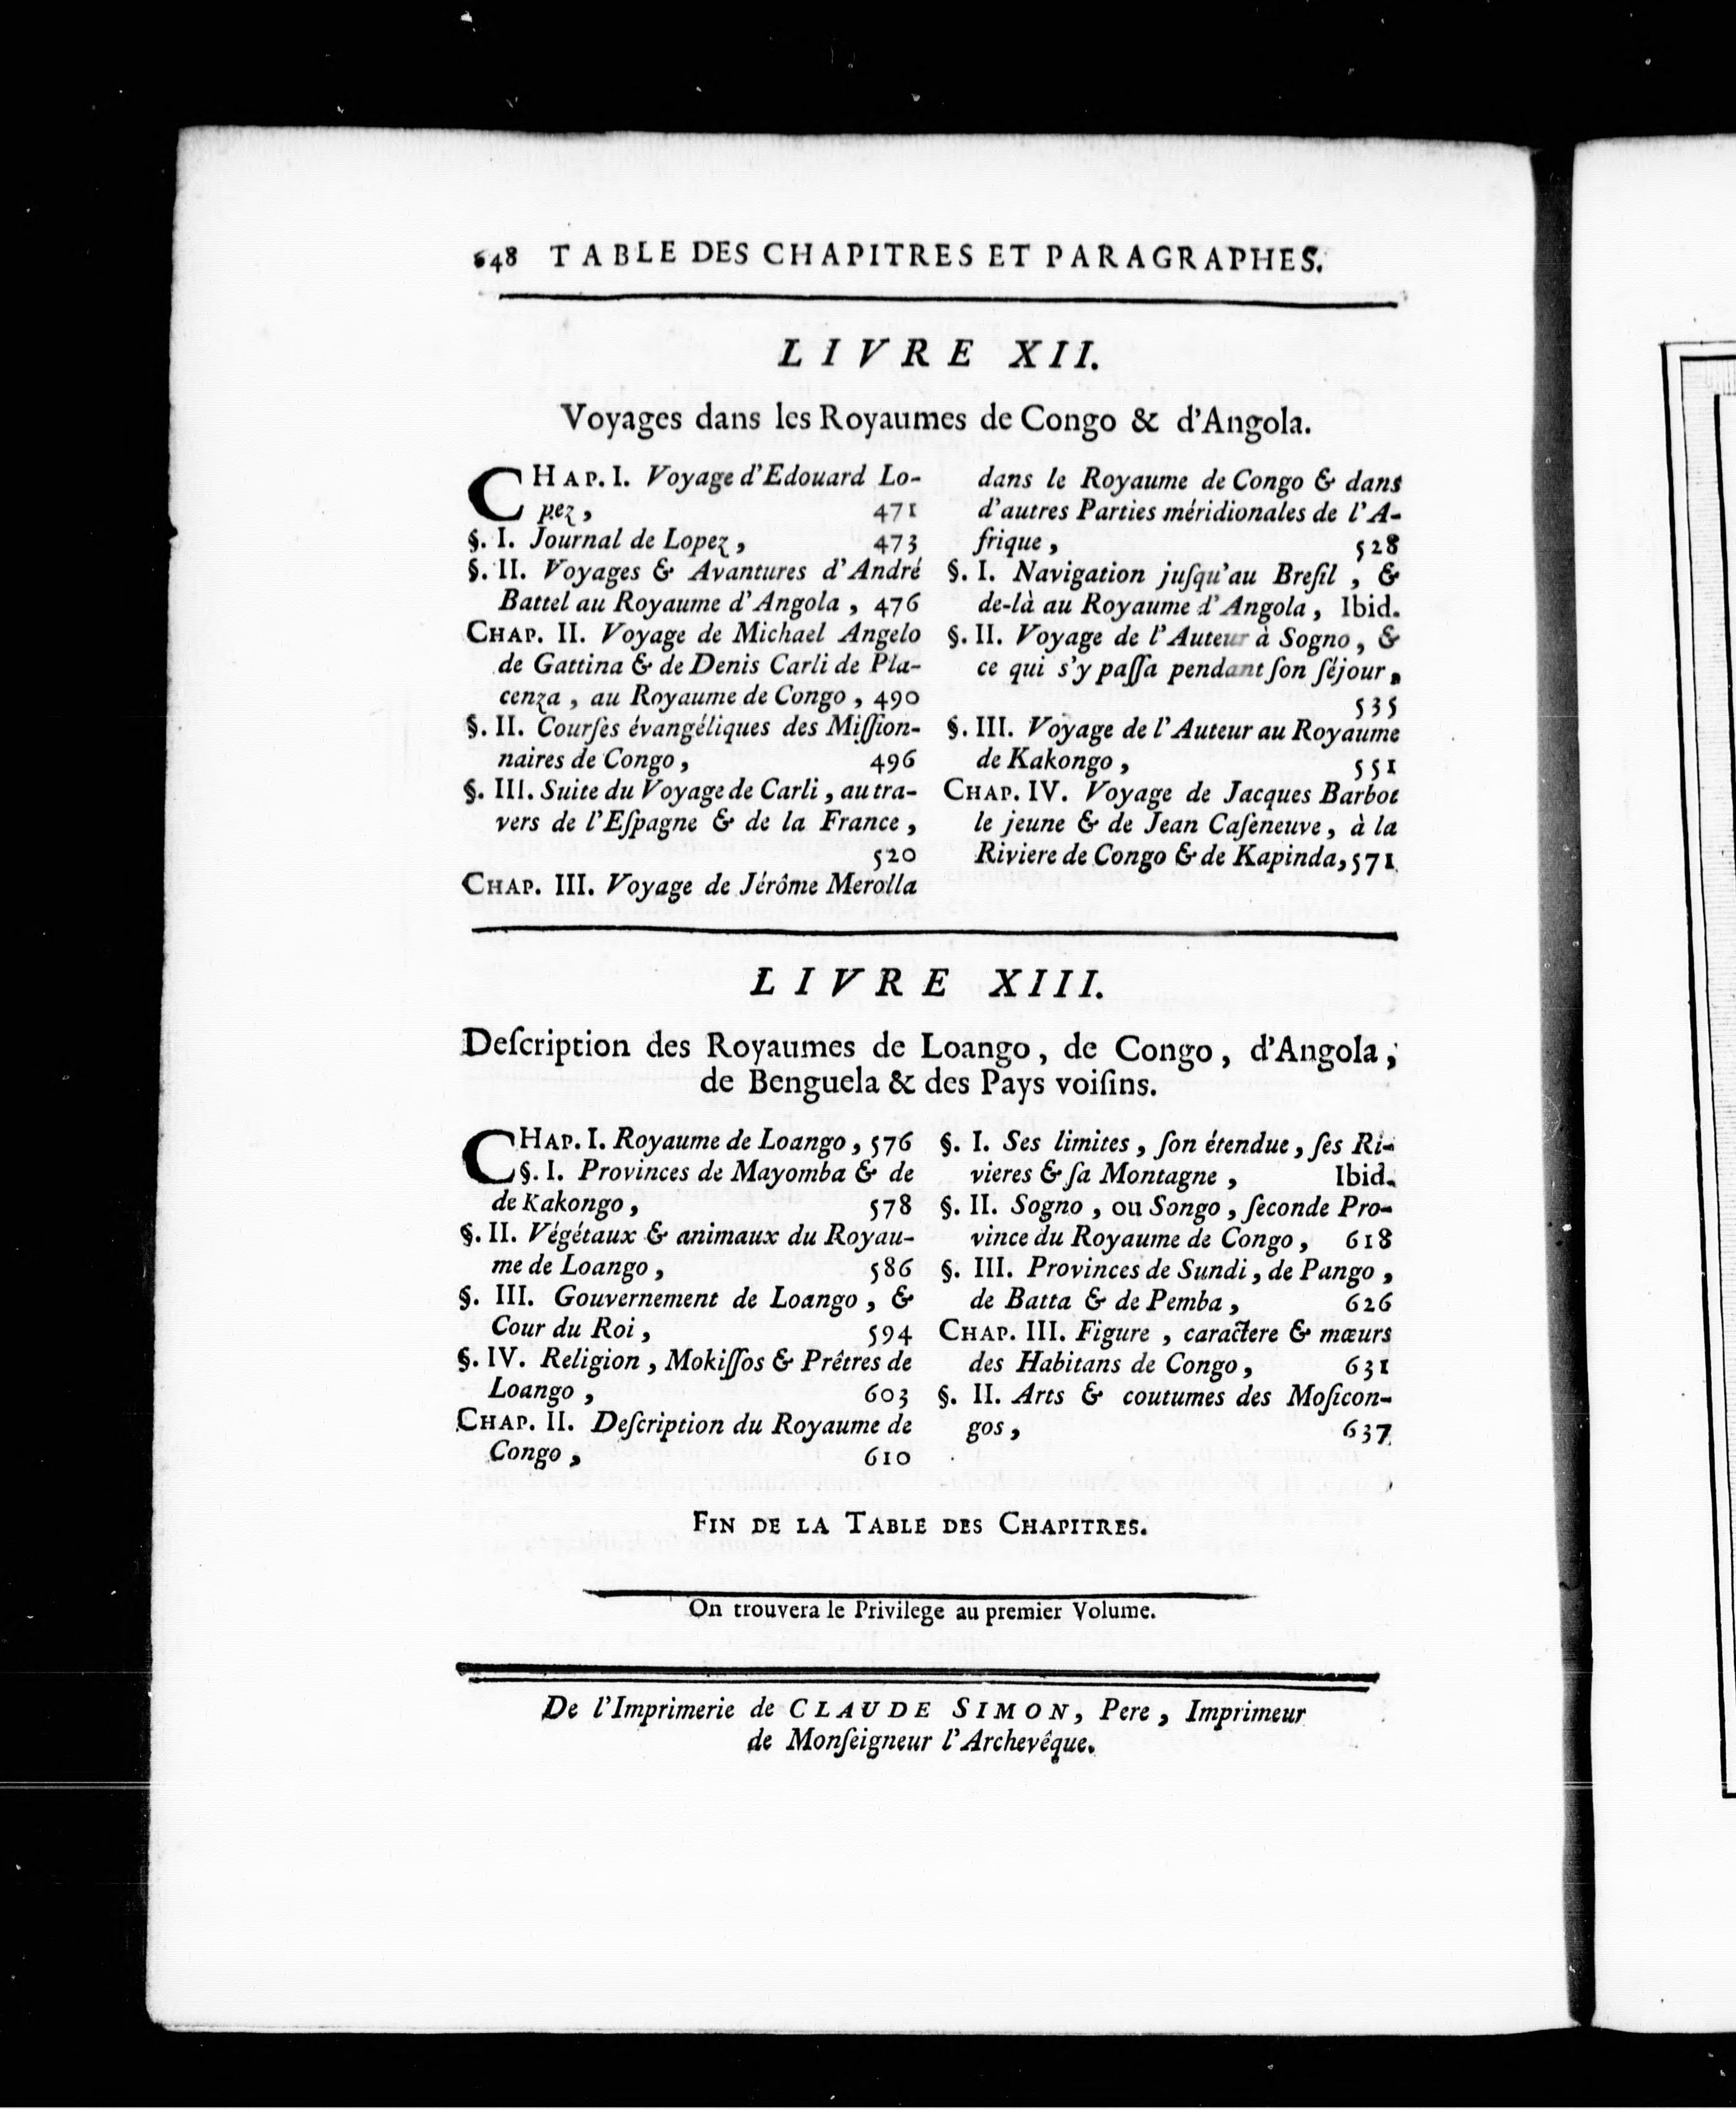 648 TABLE DES CHAPITRES ET PARAGRAPHES.
LIVRE XII.
Voyages dans les Royaumes de Congo & d'Angola.
CHAP. I. Voyage d'Edouard Lo-
pez, 471
§. I. Journal de Lopez, 473
§. II. Voyages & Avantures d'André
Battel au Royaume d'Angola, 476
CHAP. II. Voyage de Michael Angelo
de Gattina & de Denis Carli de Pla-
cenza, au Royaume de Congo, 490
§. II. Courſes évangéliques des Miſſion-
naires de Congo, 496
§. III. Suite du Voyage de Carli, au tra-
vers de l'Eſpagne & de la France,
520
CHAP. III. Voyage de Jérôme Merolla
dans le Royaume de Congo & dans
d'autres Parties méridionales de l'A-
frique, 528
§. I. Navigation juſqu'au Breſil, &
de-là au Royaume d'Angola, Ibid.
§. II. Voyage de l'Auteur à Sogno, &
ce qui s'y paſſa pendant ſon ſéjour,
535
§. III. Voyage de l'Auteur au Royaume
de Kakongo, 551
CHAP. IV. Voyage de Jacques Barbot
le jeune & de Jean Caſeneuve, à la
Riviere de Congo & de Kapinda, 571
LIVRE XIII.
Deſcription des Royaumes de Loango, de Congo, d'Angola,
de Benguela & des Pays voiſins.
CHAP. I. Royaume de Loango, 576
§. I. Provinces de Mayomba & de
de Kakongo, 578
§. II. Végétaux & animaux du Royau-
me de Loango, 586
§. III. Gouvernement de Loango, &
Cour du Roi, 594
§. IV. Religion, Mokiſſos & Prêtres de
Loango, 603
CHAP. II. Deſcription du Royaume de
Congo, 610
§. I. Ses limites, ſon étendue, ſes Ri-
vieres & ſa Montagne, Ibid.
§. II. Sogno, ou Songo, ſeconde Pro-
vince du Royaume de Congo, 618
§. III. Provinces de Sundi, de Pango,
de Batta & de Pemba, 626
CHAP. III. Figure, caractere & mœurs
des Habitans de Congo, 631
§. II. Arts & coutumes des Moſicon-
gos, 637
FIN DE LA TABLE DES CHAPITRES.
On trouvera le Privilege au premier Volume.
De l'Imprimerie de CLAUDE SIMON, Pere, Imprimeur
de Monſeigneur l'Archevêque.